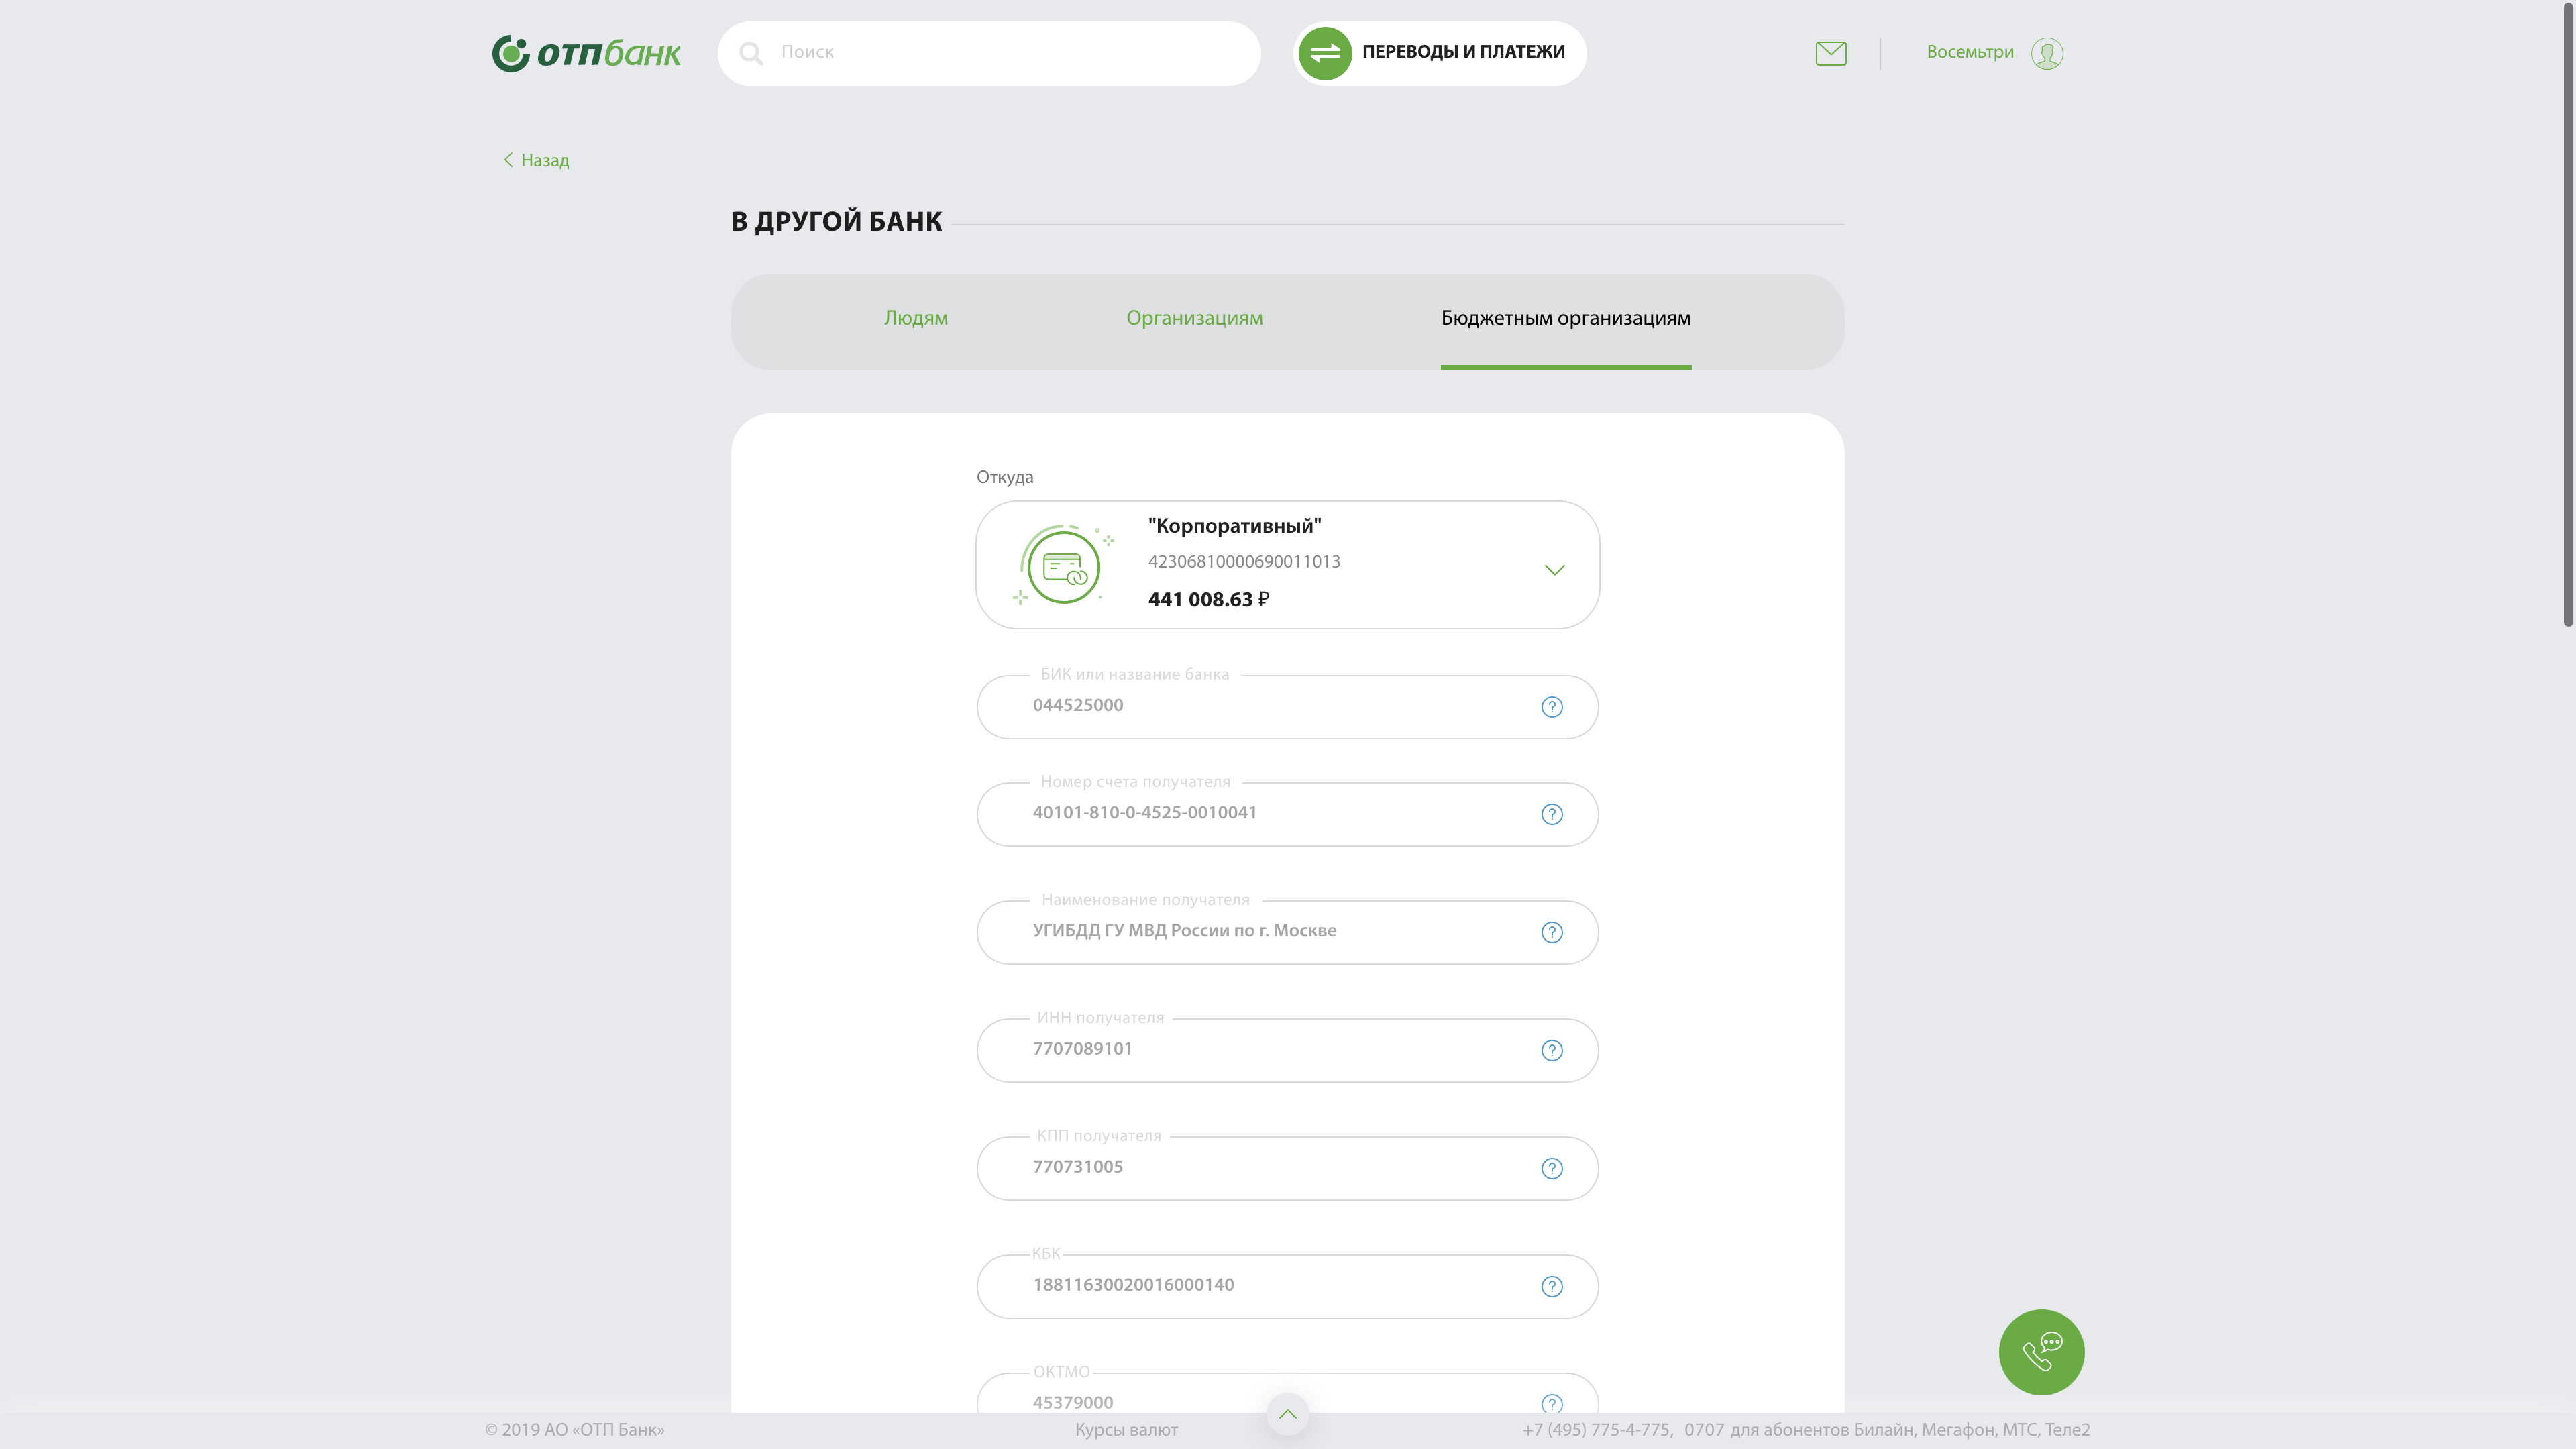 отпбанк
Поиск
ПЕРЕВОДЫ И ПЛАТЕЖИ
Восемьтри
Назад
В ДРУГОЙ БАНК
Людям
Организациям
Бюджетным организациям
Откуда
"Корпоративный"
42306810000690011013
441 008.63 ₽
БИК или название банка
044525000
?
Номер счета получателя
40101-810-0-4525-0010041
?
Наименование получателя
УГИБДД ГУ МВД России по г. Москве
?
ИНН получателя
7707089101
?
КПП получателя
770731005
?
КБК
18811630020016000140
?
ОКТМО
45379000
?
© 2019 АО «ОТП Банк»
Курсы валют
+7 (495) 775-4-775, 0707 для абонентов Билайн, Мегафон, МТС, Теле2